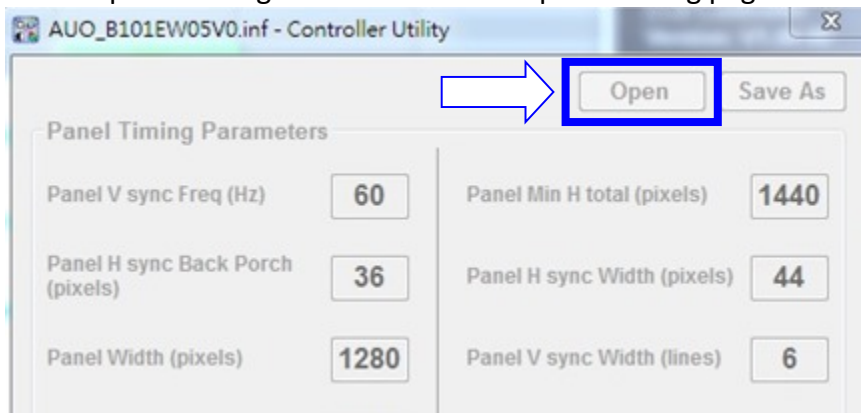 AUO_B101EW05V0.inf - Controller Utility
Open Save As
Panel Timing Parameters
Panel V sync Freq (Hz) 60 Panel Min H total (pixels) 1440
Panel H sync Back Porch
(pixels) 36 Panel H sync Width (pixels) 44
Panel Width (pixels) 1280 Panel V sync Width (lines) 6